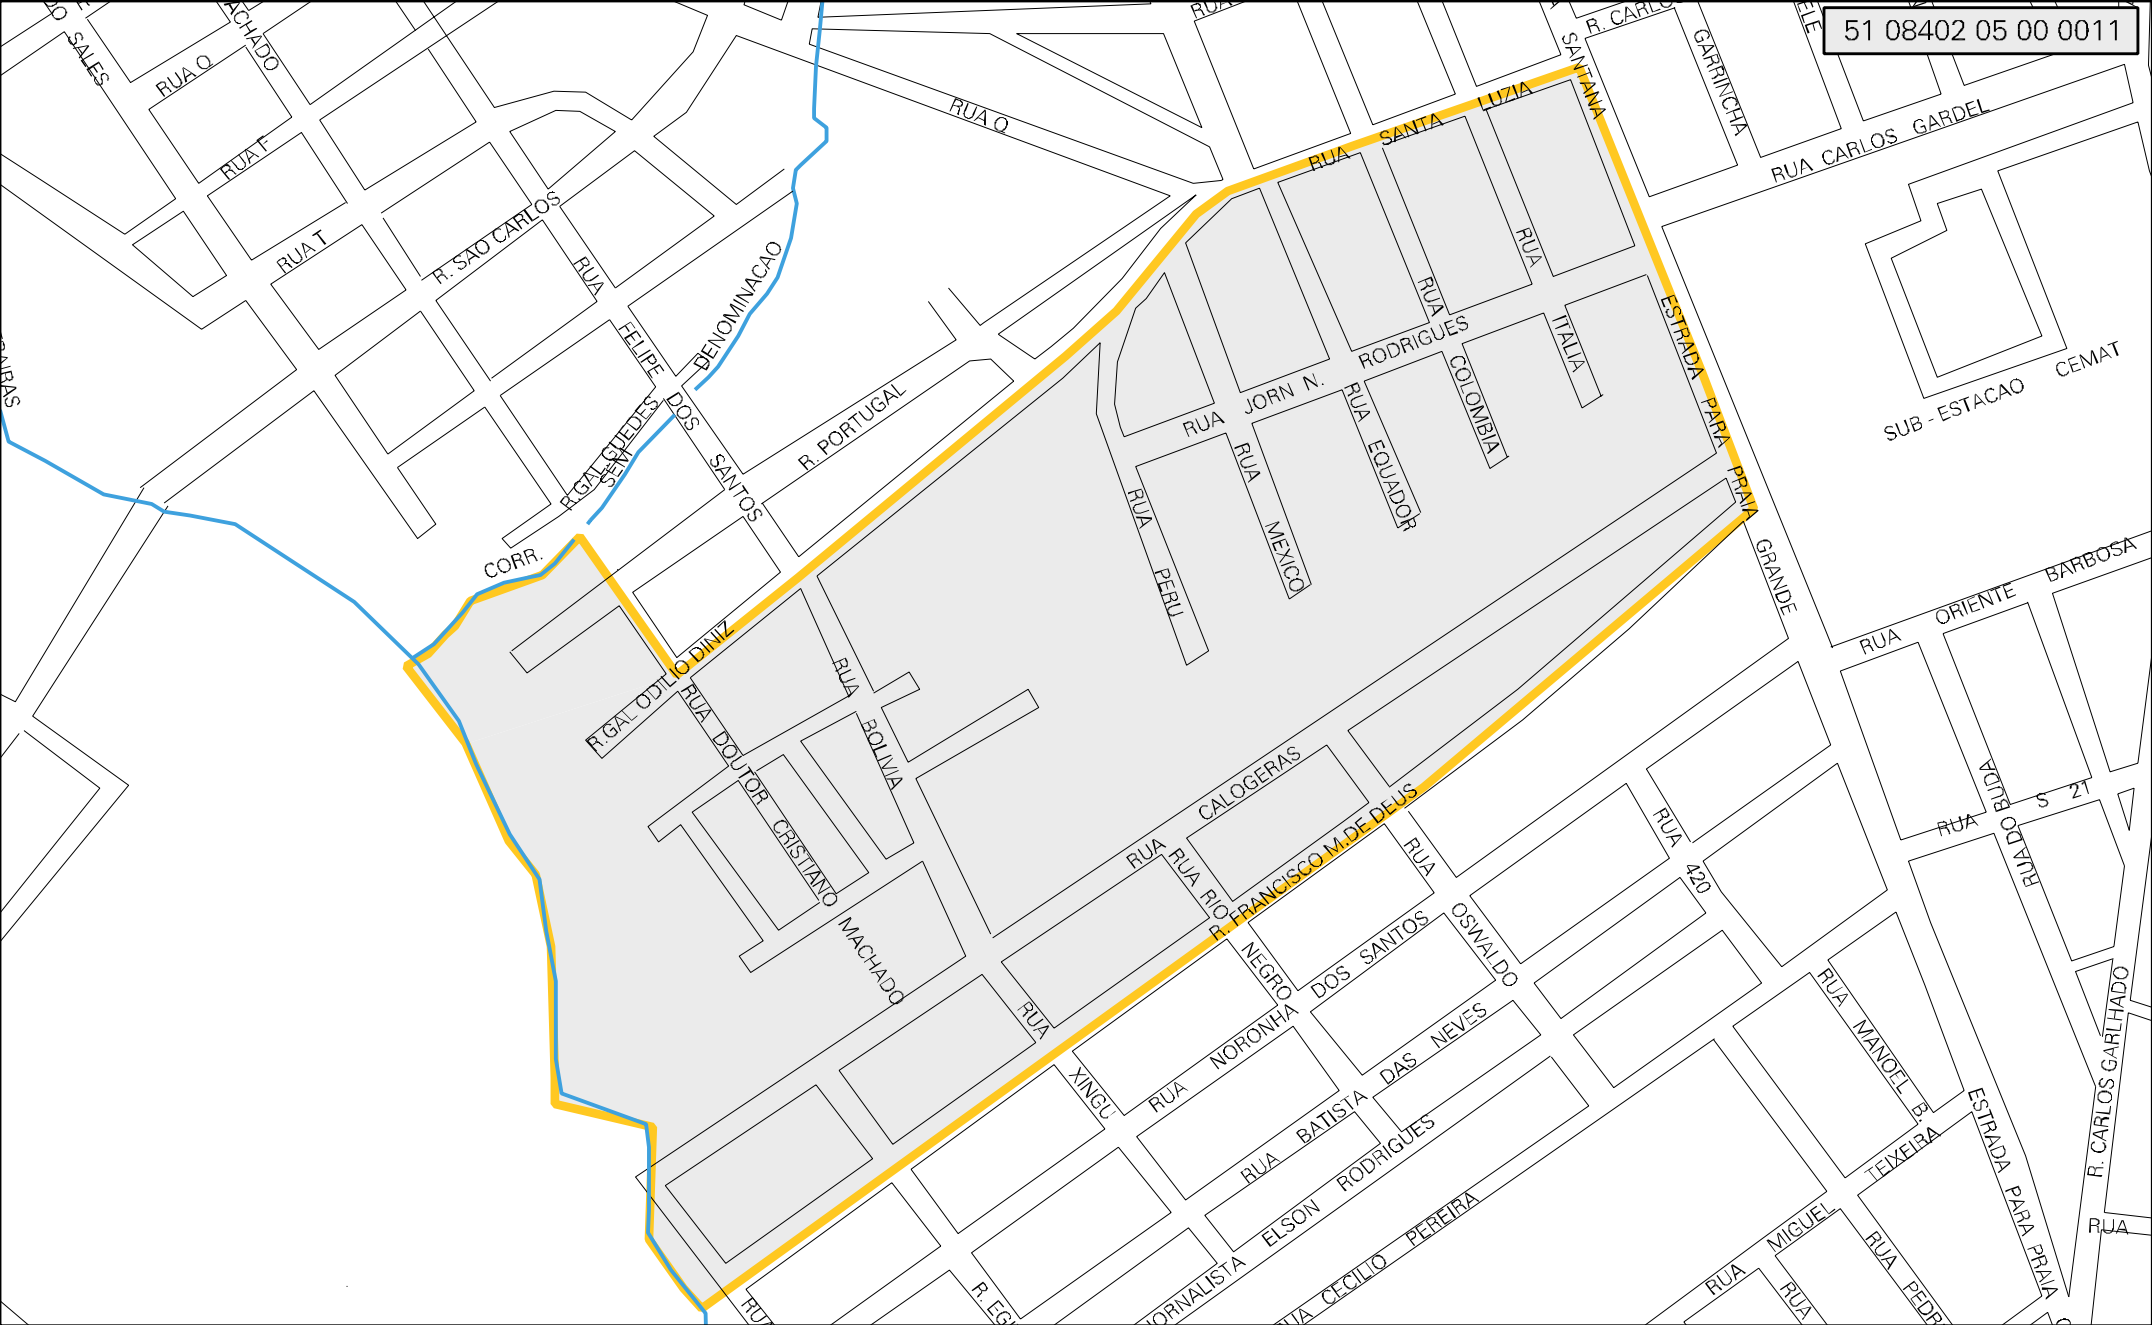 51 08402 05 00 0011
SALES
RUA Q
RUA F
RUA T
R. SAO CARLOS
RUA
FELIPE
DOS
SANTOS
DENOMINACAO
SEM
CORR.
R.GAL.GUEDES
R. PORTUGAL
RUA O
RUA
SANTA
LUZIA
SANTANA
R. CARLOS
GARRINCHA
RUA CARLOS GARDEL
RUA
RUA
ITALIA
COLOMBIA
RUA
JORN N.
RODRIGUES
RUA
EQUADOR
RUA
MEXICO
RUA
PERU
ESTRADA
PARA
PRAIA
GRANDE
SUB - ESTACAO
CEMAT
RUA
ORIENTE
BARBOSA
R.GAL ODILIO DINIZ
RUA
DOUTOR
CRISTIANO
MACHADO
RUA
BOLIVIA
RUA
CALOGERAS
RUA RIO
NEGRO
R. FRANCISCO M.DE DEUS
RUA
OSWALDO
RUA
420
RUA DO BUDA
RUA
S 21
RUA
XINGU
RUA
NORONHA
DOS SANTOS
RUA
BATISTA
DAS NEVES
JORNALISTA
ELSON
RODRIGUES
RUA
CECILIO
PEREIRA
RUA
MANOEL
B.
TEIXEIRA
ESTRADA
PARA
PRAIA
R. CARLOS GARLHADO
RUA
RUA
MIGUEL
RUA
RUA
RUA